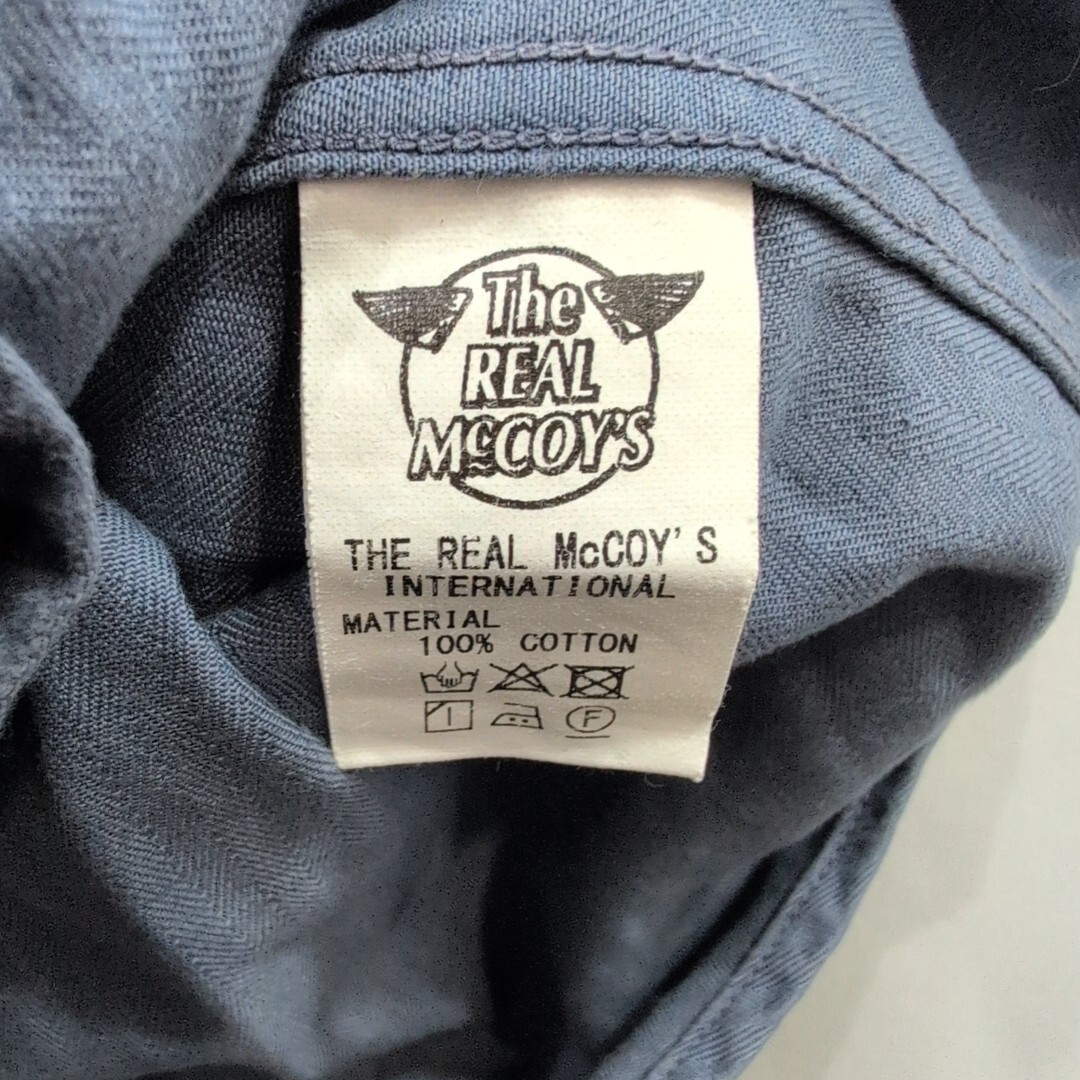 The
REAL
McCOY'S
THE REAL McCOY'S
INTERNATIONAL
MATERIAL
100% COTTON
F